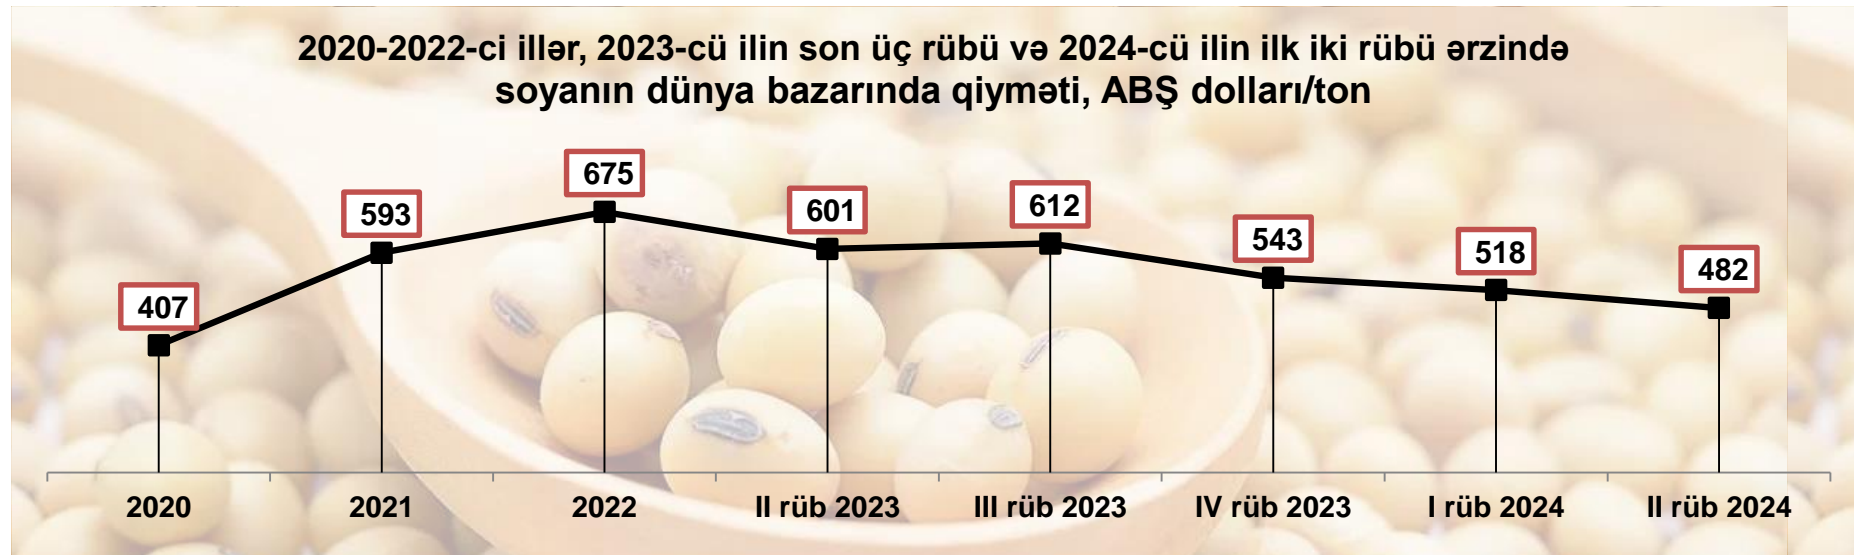 2020-2022-ci illər, 2023-cü ilin son üç rübü və 2024-cü ilin ilk iki rübü ərzində
soyanın dünya bazarında qiyməti, ABŞ dolları/ton
407
593
675
601
612
543
518
482
2020
2021
2022
II rüb 2023
III rüb 2023
IV rüb 2023
I rüb 2024
II rüb 2024